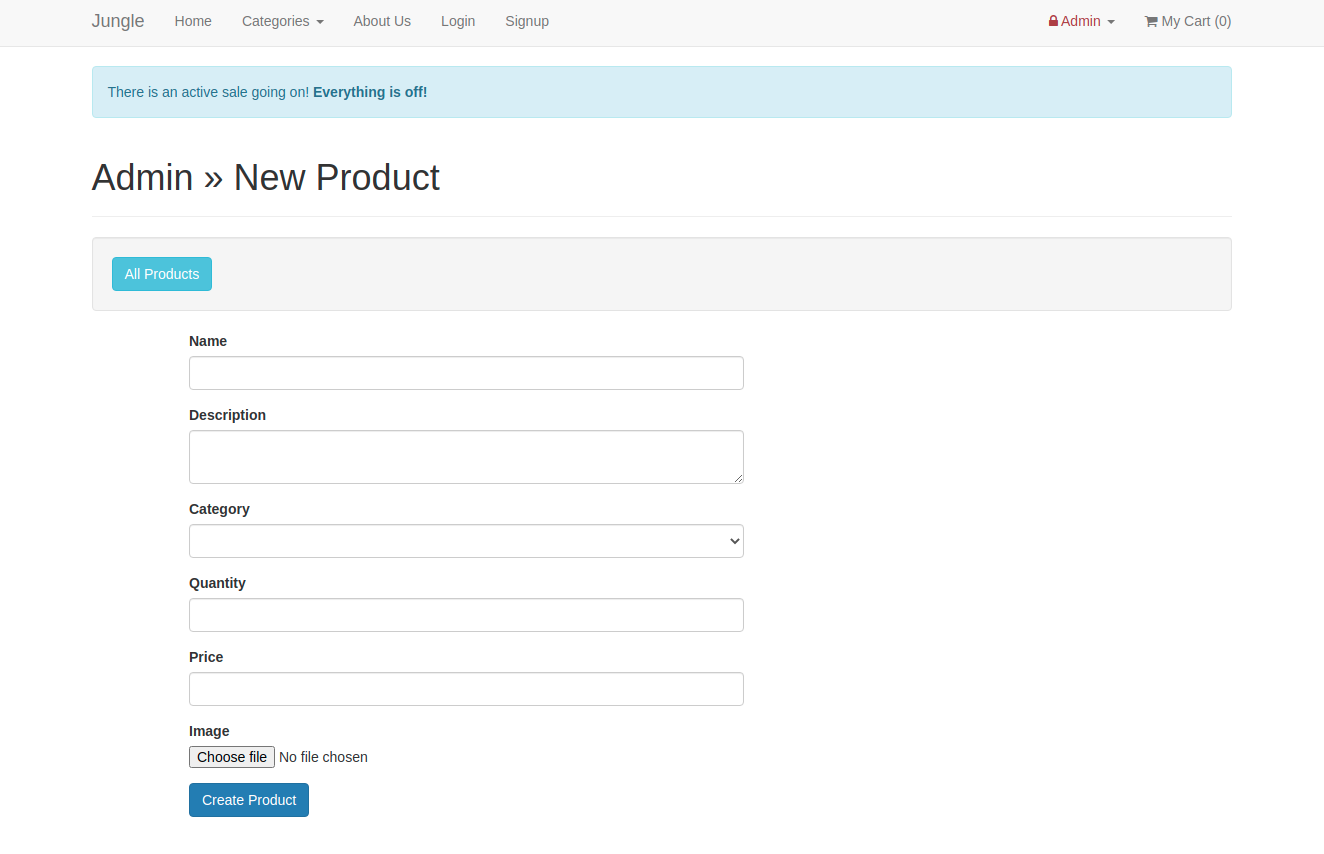 Jungle Home Categories About Us Login Signup Admin My Cart (0)
There is an active sale going on! Everything is off!
Admin » New Product
All Products
Name
Description
Category
Quantity
Price
Image
Choose file No file chosen
Create Product